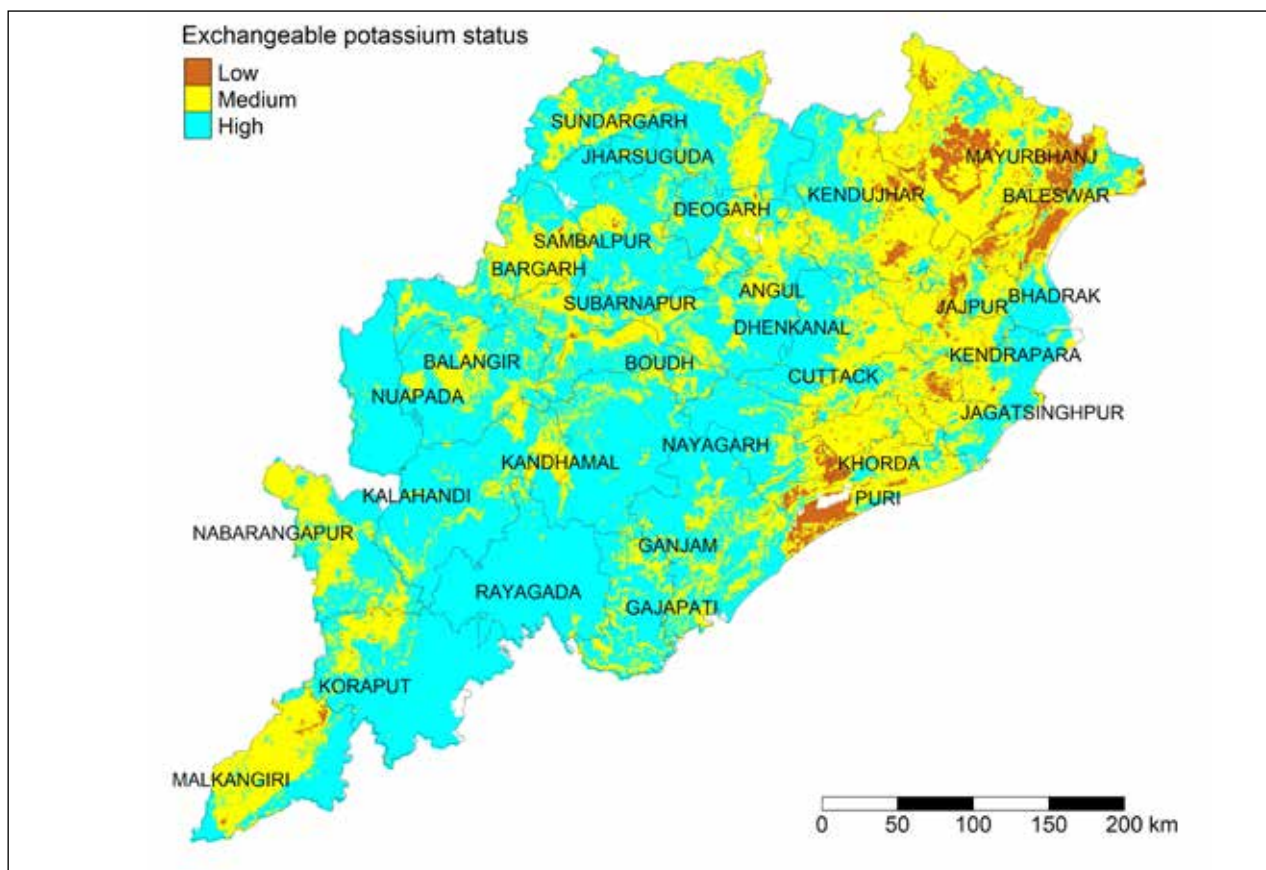 Exchangeable potassium status
Low
Medium
High
SUNDARGARH
JHARSUGUDA
MAYURBHANJ
KENDUJHAR
BALESWAR
DEOGARH
SAMBALPUR
BARGARH
ANGUL
SUBARNAPUR
BHADRAK
JAJPUR
DHENKANAL
BALANGIR
BOUDH
KENDRAPARA
CUTTACK
NUAPADA
JAGATSINGHPUR
NAYAGARH
KANDHAMAL
KHORDA
KALAHANDI
PURI
NABARANGAPUR
GANJAM
RAYAGADA
GAJAPATI
KORAPUT
MALKANGIRI
0 50 100 150 200 km